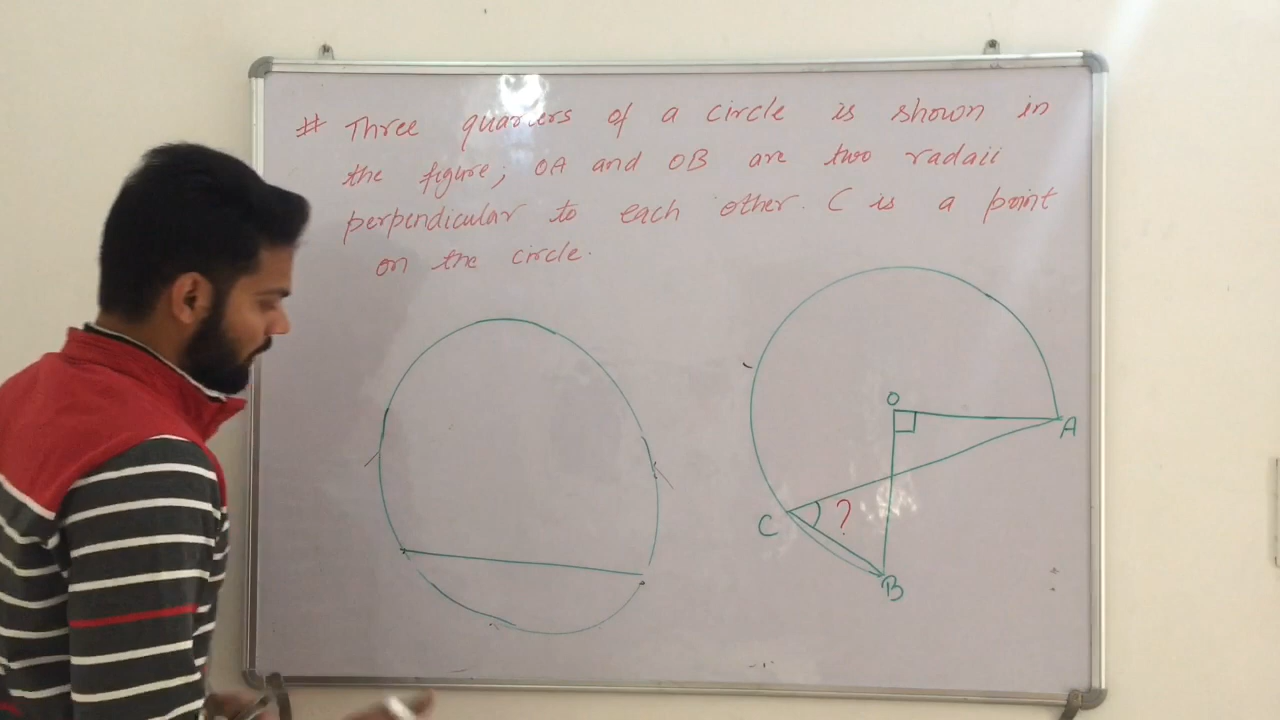 # Three quarters of a circle is shown in
the figure; OA and OB are two radaii
perpendicular to each other. C is a point
on the circle.
O
A
C ?
B